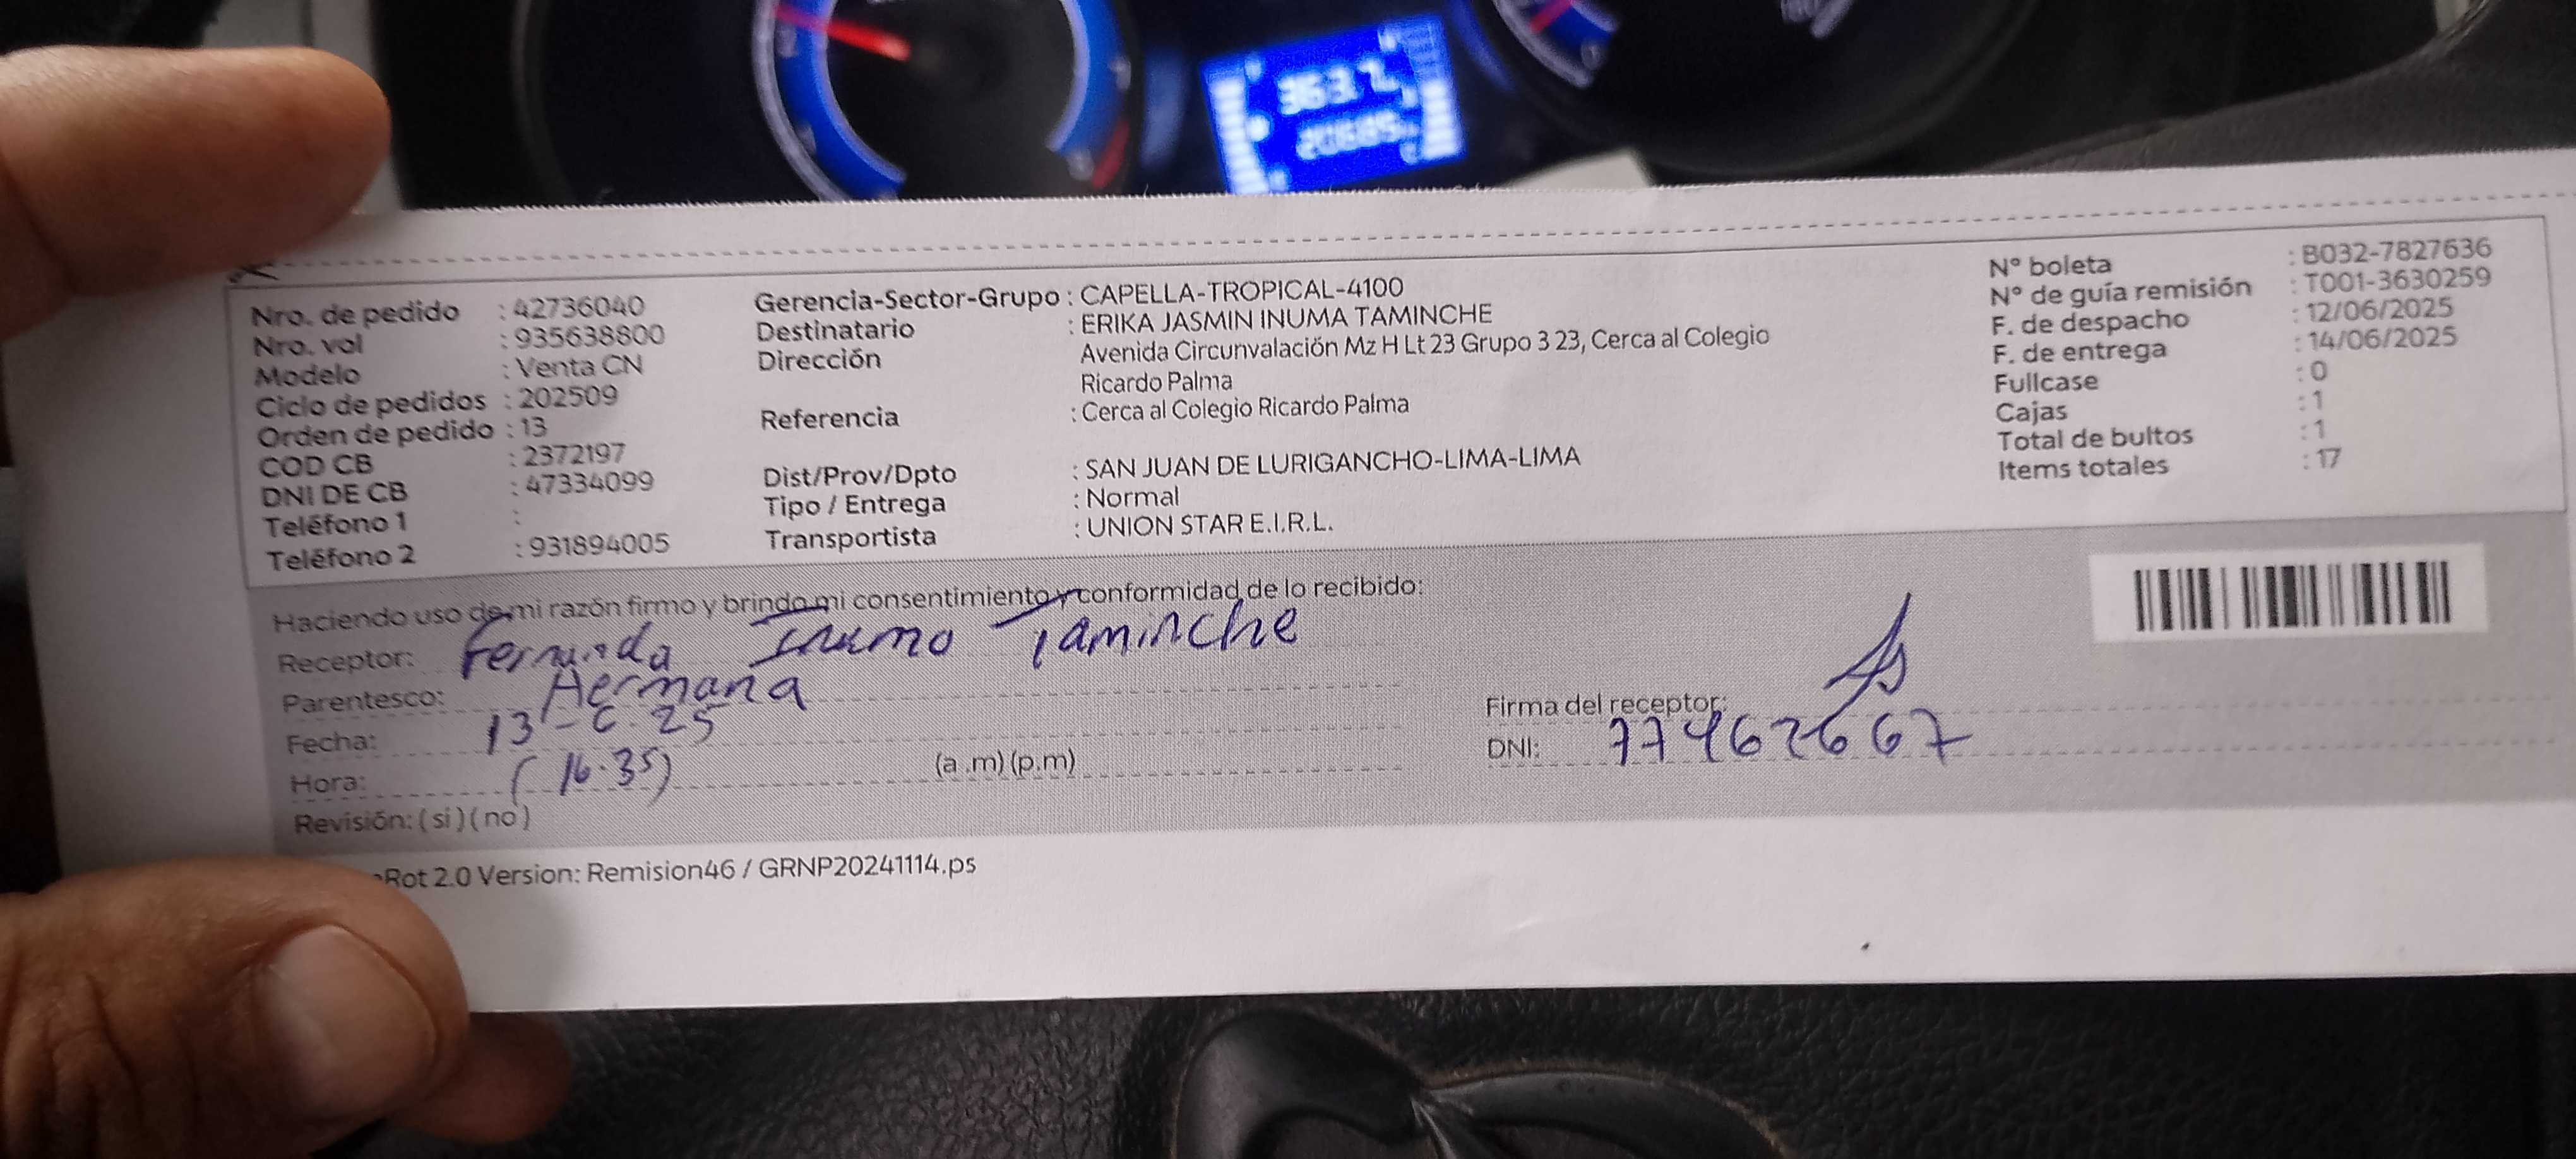 363.7
20685
Nro. de pedido : 42736040
Nro. vol : 935638800
Modelo : Venta CN
Ciclo de pedidos : 202509
Orden de pedido : 13
COD CB : 2372197
DNI DE CB : 47334099
Teléfono 1 :
Teléfono 2 : 931894005
Gerencia-Sector-Grupo : CAPELLA-TROPICAL-4100
Destinatario : ERIKA JASMIN INUMA TAMINCHE
Dirección Avenida Circunvalación Mz H Lt 23 Grupo 3 23, Cerca al Colegio
Ricardo Palma
Referencia : Cerca al Colegio Ricardo Palma
Dist/Prov/Dpto : SAN JUAN DE LURIGANCHO-LIMA-LIMA
Tipo / Entrega : Normal
Transportista : UNION STAR E.I.R.L.
N° boleta : B032-7827636
N° de guía remisión : T001-3630259
F. de despacho : 12/06/2025
F. de entrega : 14/06/2025
Fullcase : 0
Cajas : 1
Total de bultos : 1
Items totales : 17
Haciendo uso de mi razón firmo y brindo mi consentimiento y conformidad de lo recibido:
Receptor: Fernanda Inuma Taminche
Parentesco: Hermana
Fecha: 13-6-25
Hora: (16:35) (a .m) (p.m)
Revisión: ( si ) ( no )
Firma del receptor:
DNI: 77462667
Rot 2.0 Version: Remision46 / GRNP20241114.ps